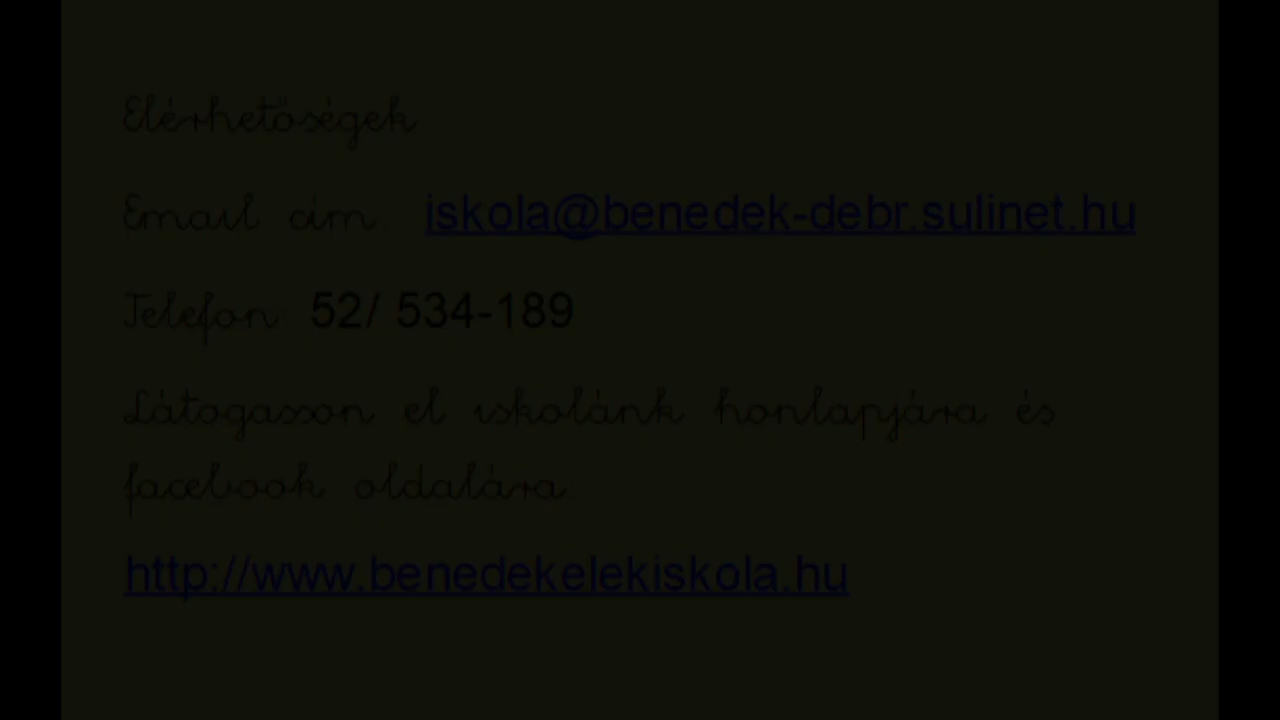 Elérhetőségek
Email cím: iskola@benedek-debr.sulinet.hu
Telefon: 52/ 534-189
Látogasson el iskolánk honlapjára és
facebook oldalára.
http://www.benedekelekiskola.hu